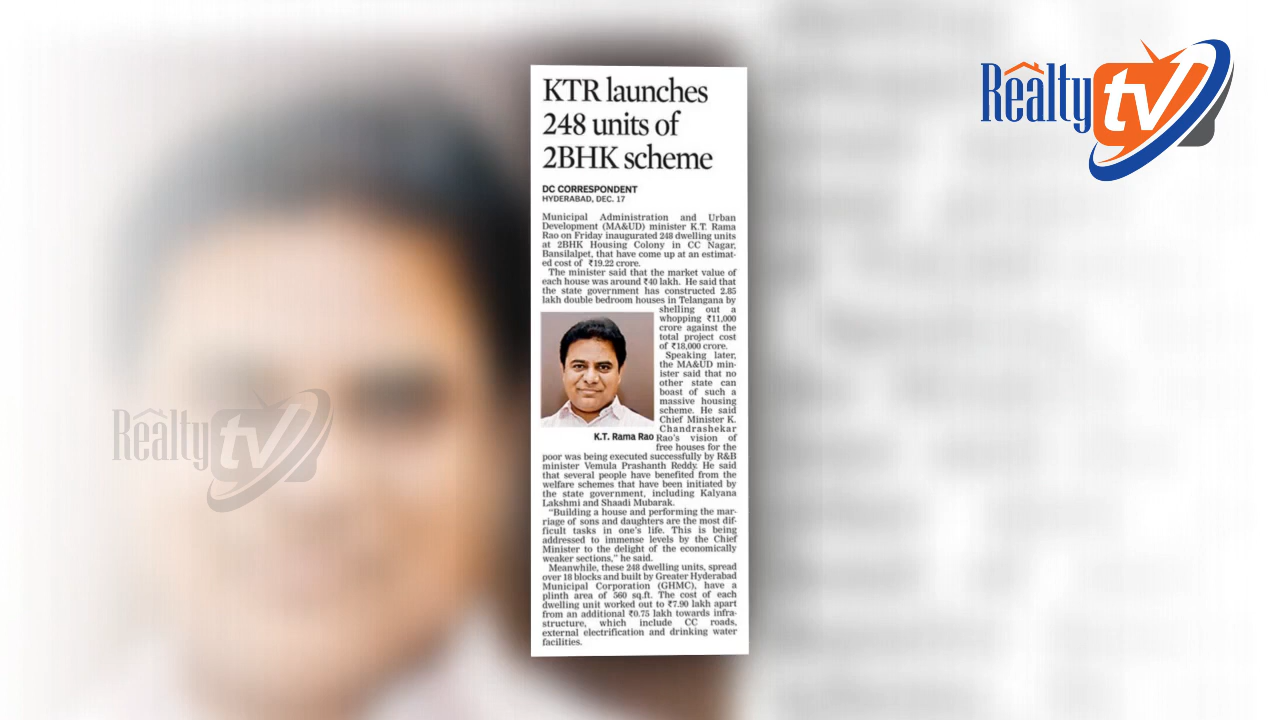 Realty tv
KTR launches
248 units of
2BHK scheme
DC CORRESPONDENT
HYDERABAD, DEC. 17
Municipal Administration and Urban
Development (MA&UD) minister K.T. Rama
Rao on Friday inaugurated 248 dwelling units
at 2BHK Housing Colony in CC Nagar,
Bansilalpet, that have come up at an estimat-
ed cost of ₹19.22 crore.
The minister said that the market value of
each house was around ₹40 lakh. He said that
the state government has constructed 2.85
lakh double bedroom houses in Telangana by
shelling out a
whopping ₹11,000
crore against the
total project cost
of ₹18,000 crore.
Speaking later,
the MA&UD min-
ister said that no
other state can
boast of such a
massive housing
scheme. He said
Chief Minister K.
Chandrashekar
Rao's vision of
free houses for the
K.T. Rama Rao
poor was being executed successfully by R&B
minister Vemula Prashanth Reddy. He said
that several people have benefited from the
welfare schemes that have been initiated by
the state government, including Kalyana
Lakshmi and Shaadi Mubarak.
"Building a house and performing the mar-
riage of sons and daughters are the most dif-
ficult tasks in one's life. This is being
addressed to immense levels by the Chief
Minister to the delight of the economically
weaker sections," he said.
Meanwhile, these 248 dwelling units, spread
over 18 blocks and built by Greater Hyderabad
Municipal Corporation (GHMC), have a
plinth area of 560 sq.ft. The cost of each
dwelling unit worked out to ₹7.90 lakh apart
from an additional ₹0.75 lakh towards infra-
structure, which include CC roads,
external electrification and drinking water
facilities.
Realty tv